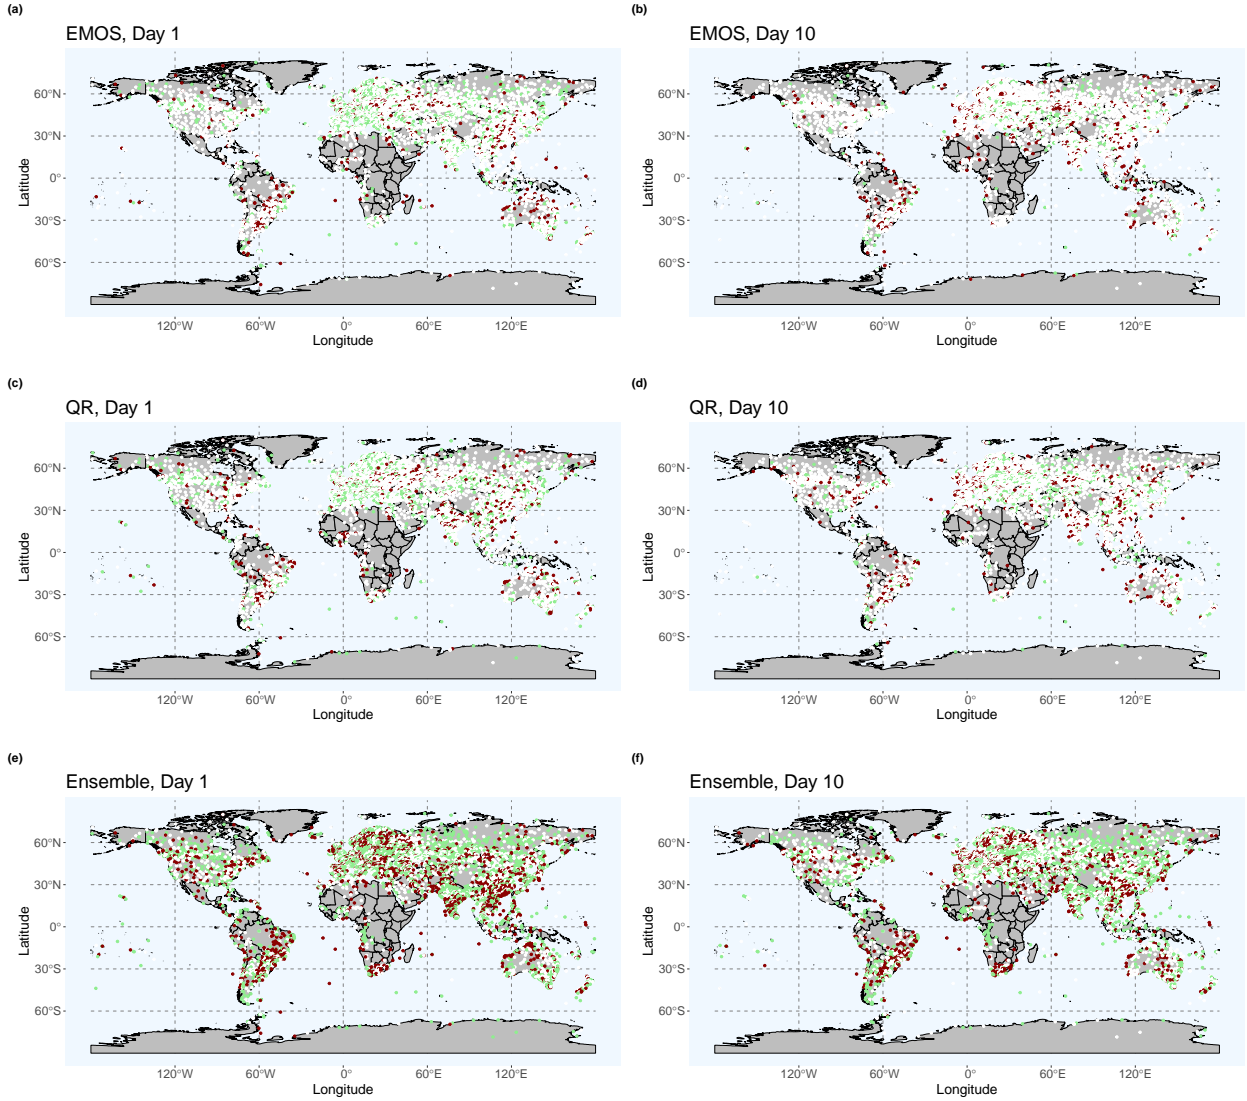 (a)
EMOS, Day 1
60°N
30°N
0°
30°S
60°S
Latitude
120°W
60°W
0°
60°E
120°E
Longitude
(b)
EMOS, Day 10
60°N
30°N
0°
30°S
60°S
Latitude
120°W
60°W
0°
60°E
120°E
Longitude
(c)
QR, Day 1
60°N
30°N
0°
30°S
60°S
Latitude
120°W
60°W
0°
60°E
120°E
Longitude
(d)
QR, Day 10
60°N
30°N
0°
30°S
60°S
Latitude
120°W
60°W
0°
60°E
120°E
Longitude
(e)
Ensemble, Day 1
60°N
30°N
0°
30°S
60°S
Latitude
120°W
60°W
0°
60°E
120°E
Longitude
(f)
Ensemble, Day 10
60°N
30°N
0°
30°S
60°S
Latitude
120°W
60°W
0°
60°E
120°E
Longitude